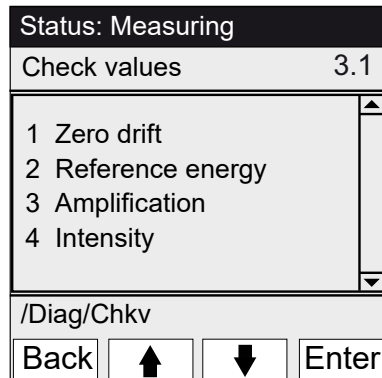 Status: Measuring
Check values 3.1
1 Zero drift
2 Reference energy
3 Amplification
4 Intensity
/Diag/Chkv
Back Enter